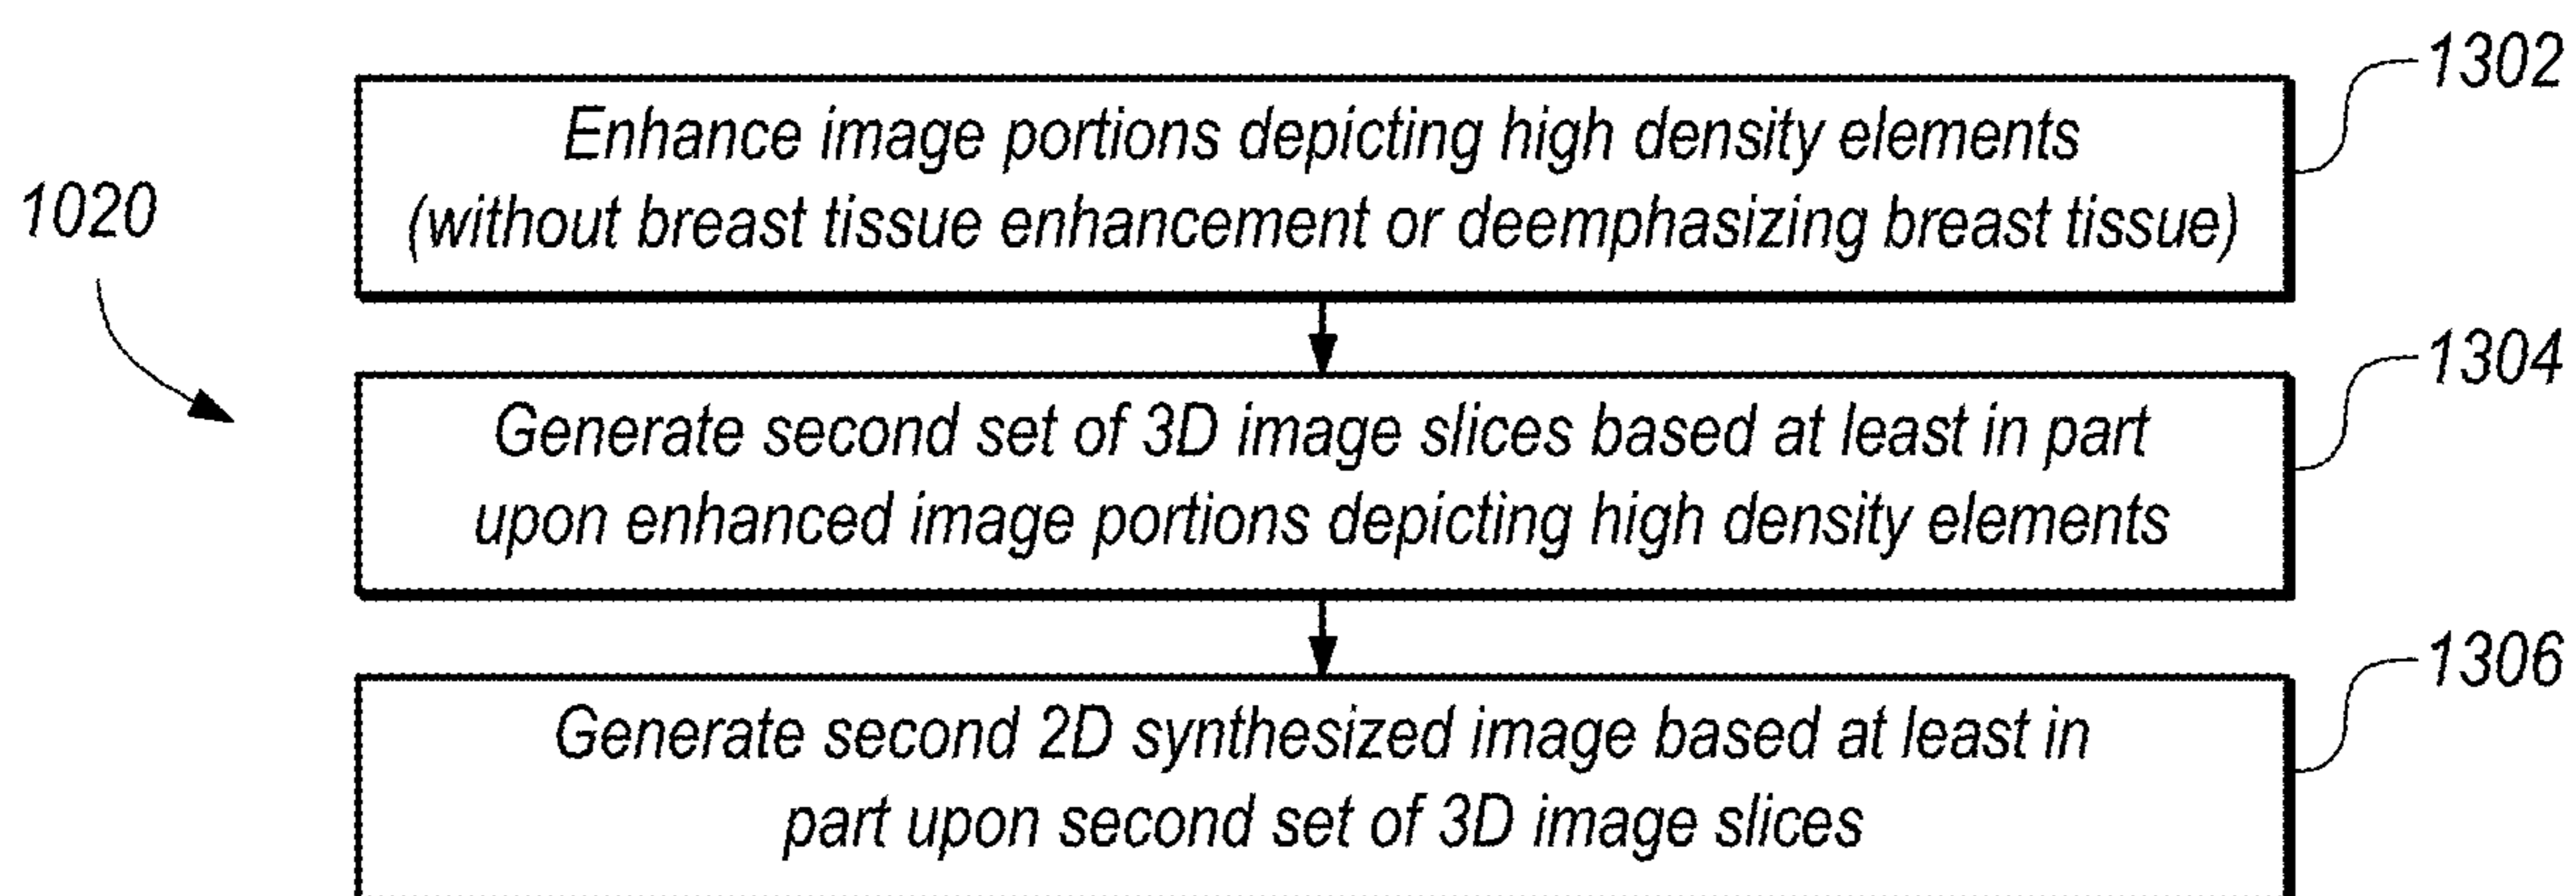 1302
Enhance image portions depicting high density elements
(without breast tissue enhancement or deemphasizing breast tissue)
1020
1304
Generate second set of 3D image slices based at least in part
upon enhanced image portions depicting high density elements
1306
Generate second 2D synthesized image based at least in
part upon second set of 3D image slices